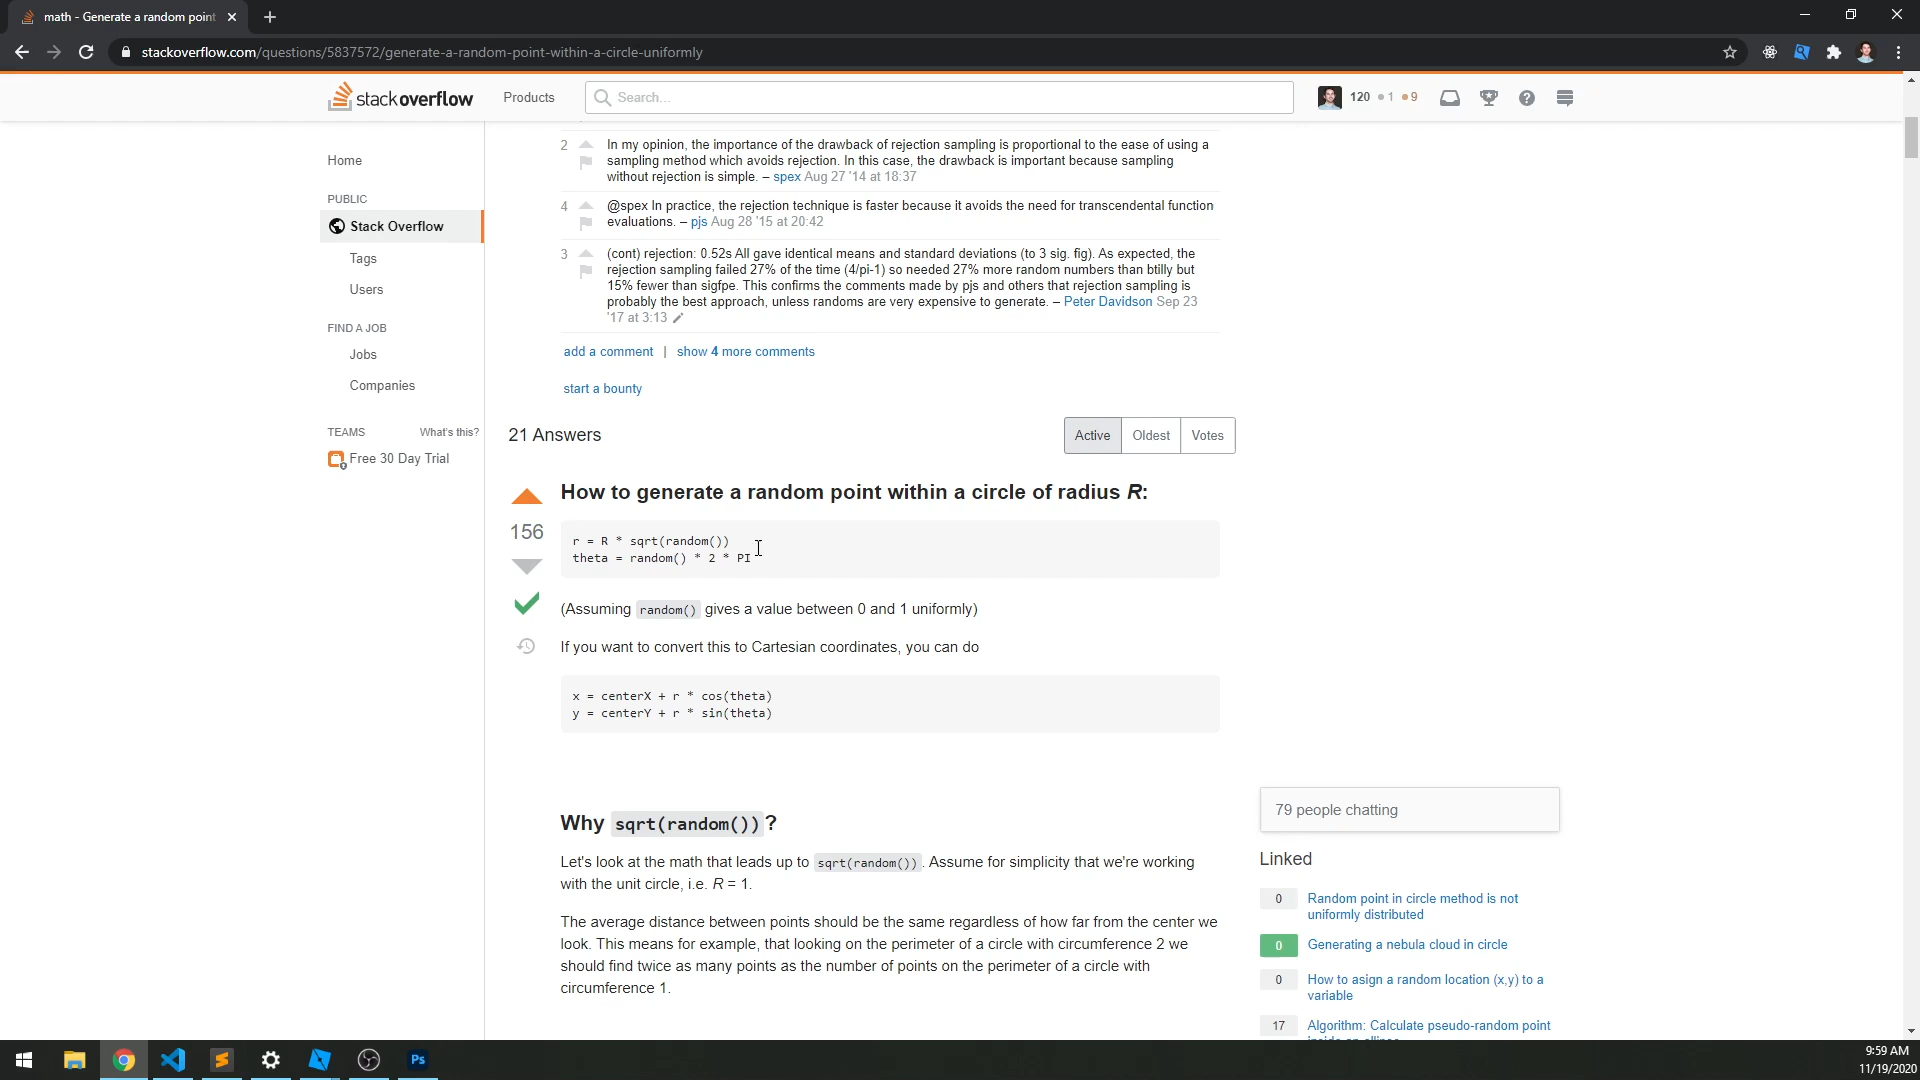 math - Generate a random point
stackoverflow.com/questions/5837572/generate-a-random-point-within-a-circle-uniformly
stackoverflow
Products
Search...
120 1 9
Home
PUBLIC
Stack Overflow
Tags
Users
FIND A JOB
Jobs
Companies
TEAMS What's this?
Free 30 Day Trial
2 In my opinion, the importance of the drawback of rejection sampling is proportional to the ease of using a
sampling method which avoids rejection. In this case, the drawback is important because sampling
without rejection is simple. – spex Aug 27 '14 at 18:37
4 @spex In practice, the rejection technique is faster because it avoids the need for transcendental function
evaluations. – pjs Aug 28 '15 at 20:42
3 (cont) rejection: 0.52s All gave identical means and standard deviations (to 3 sig. fig). As expected, the
rejection sampling failed 27% of the time (4/pi-1) so needed 27% more random numbers than btilly but
15% fewer than sigfpe. This confirms the comments made by pjs and others that rejection sampling is
probably the best approach, unless randoms are very expensive to generate. – Peter Davidson Sep 23
'17 at 3:13
add a comment | show 4 more comments
start a bounty
21 Answers
Active Oldest Votes
How to generate a random point within a circle of radius R:
156
r = R * sqrt(random())
theta = random() * 2 * PI
(Assuming random() gives a value between 0 and 1 uniformly)
If you want to convert this to Cartesian coordinates, you can do
x = centerX + r * cos(theta)
y = centerY + r * sin(theta)
Why sqrt(random())?
Let's look at the math that leads up to sqrt(random()). Assume for simplicity that we're working
with the unit circle, i.e. R = 1.
The average distance between points should be the same regardless of how far from the center we
look. This means for example, that looking on the perimeter of a circle with circumference 2 we
should find twice as many points as the number of points on the perimeter of a circle with
circumference 1.
79 people chatting
Linked
0 Random point in circle method is not
uniformly distributed
0 Generating a nebula cloud in circle
0 How to asign a random location (x,y) to a
variable
17 Algorithm: Calculate pseudo-random point
Ps
9:59 AM
11/19/2020